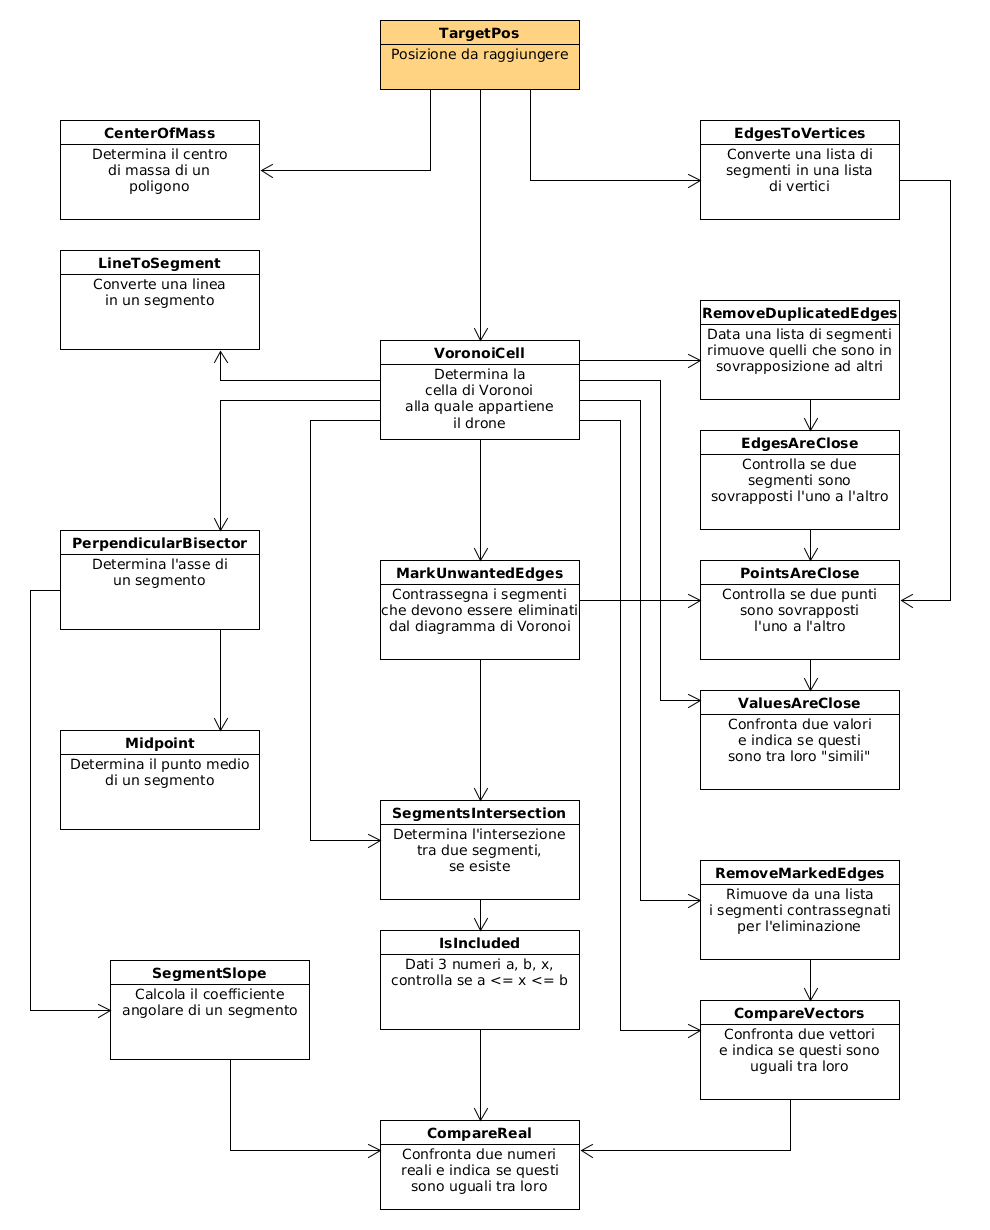 TargetPos
Posizione da raggiungere
CenterOfMass
Determina il centro
di massa di un
poligono
EdgesToVertices
Converte una lista di
segmenti in una lista
di vertici
LineToSegment
Converte una linea
in un segmento
RemoveDuplicatedEdges
Data una lista di segmenti
rimuove quelli che sono in
sovrapposizione ad altri
VoronoiCell
Determina la
cella di Voronoi
alla quale appartiene
il drone
EdgesAreClose
Controlla se due
segmenti sono
sovrapposti l'uno a l'altro
PerpendicularBisector
Determina l'asse di
un segmento
MarkUnwantedEdges
Contrassegna i segmenti
che devono essere eliminati
dal diagramma di Voronoi
PointsAreClose
Controlla se due punti
sono sovrapposti
l'uno a l'altro
ValuesAreClose
Confronta due valori
e indica se questi
sono tra loro "simili"
Midpoint
Determina il punto medio
di un segmento
SegmentsIntersection
Determina l'intersezione
tra due segmenti,
se esiste
RemoveMarkedEdges
Rimuove da una lista
i segmenti contrassegnati
per l'eliminazione
IsIncluded
Dati 3 numeri a, b, x,
controlla se a <= x <= b
SegmentSlope
Calcola il coefficiente
angolare di un segmento
CompareVectors
Confronta due vettori
e indica se questi sono
uguali tra loro
CompareReal
Confronta due numeri
reali e indica se questi
sono uguali tra loro